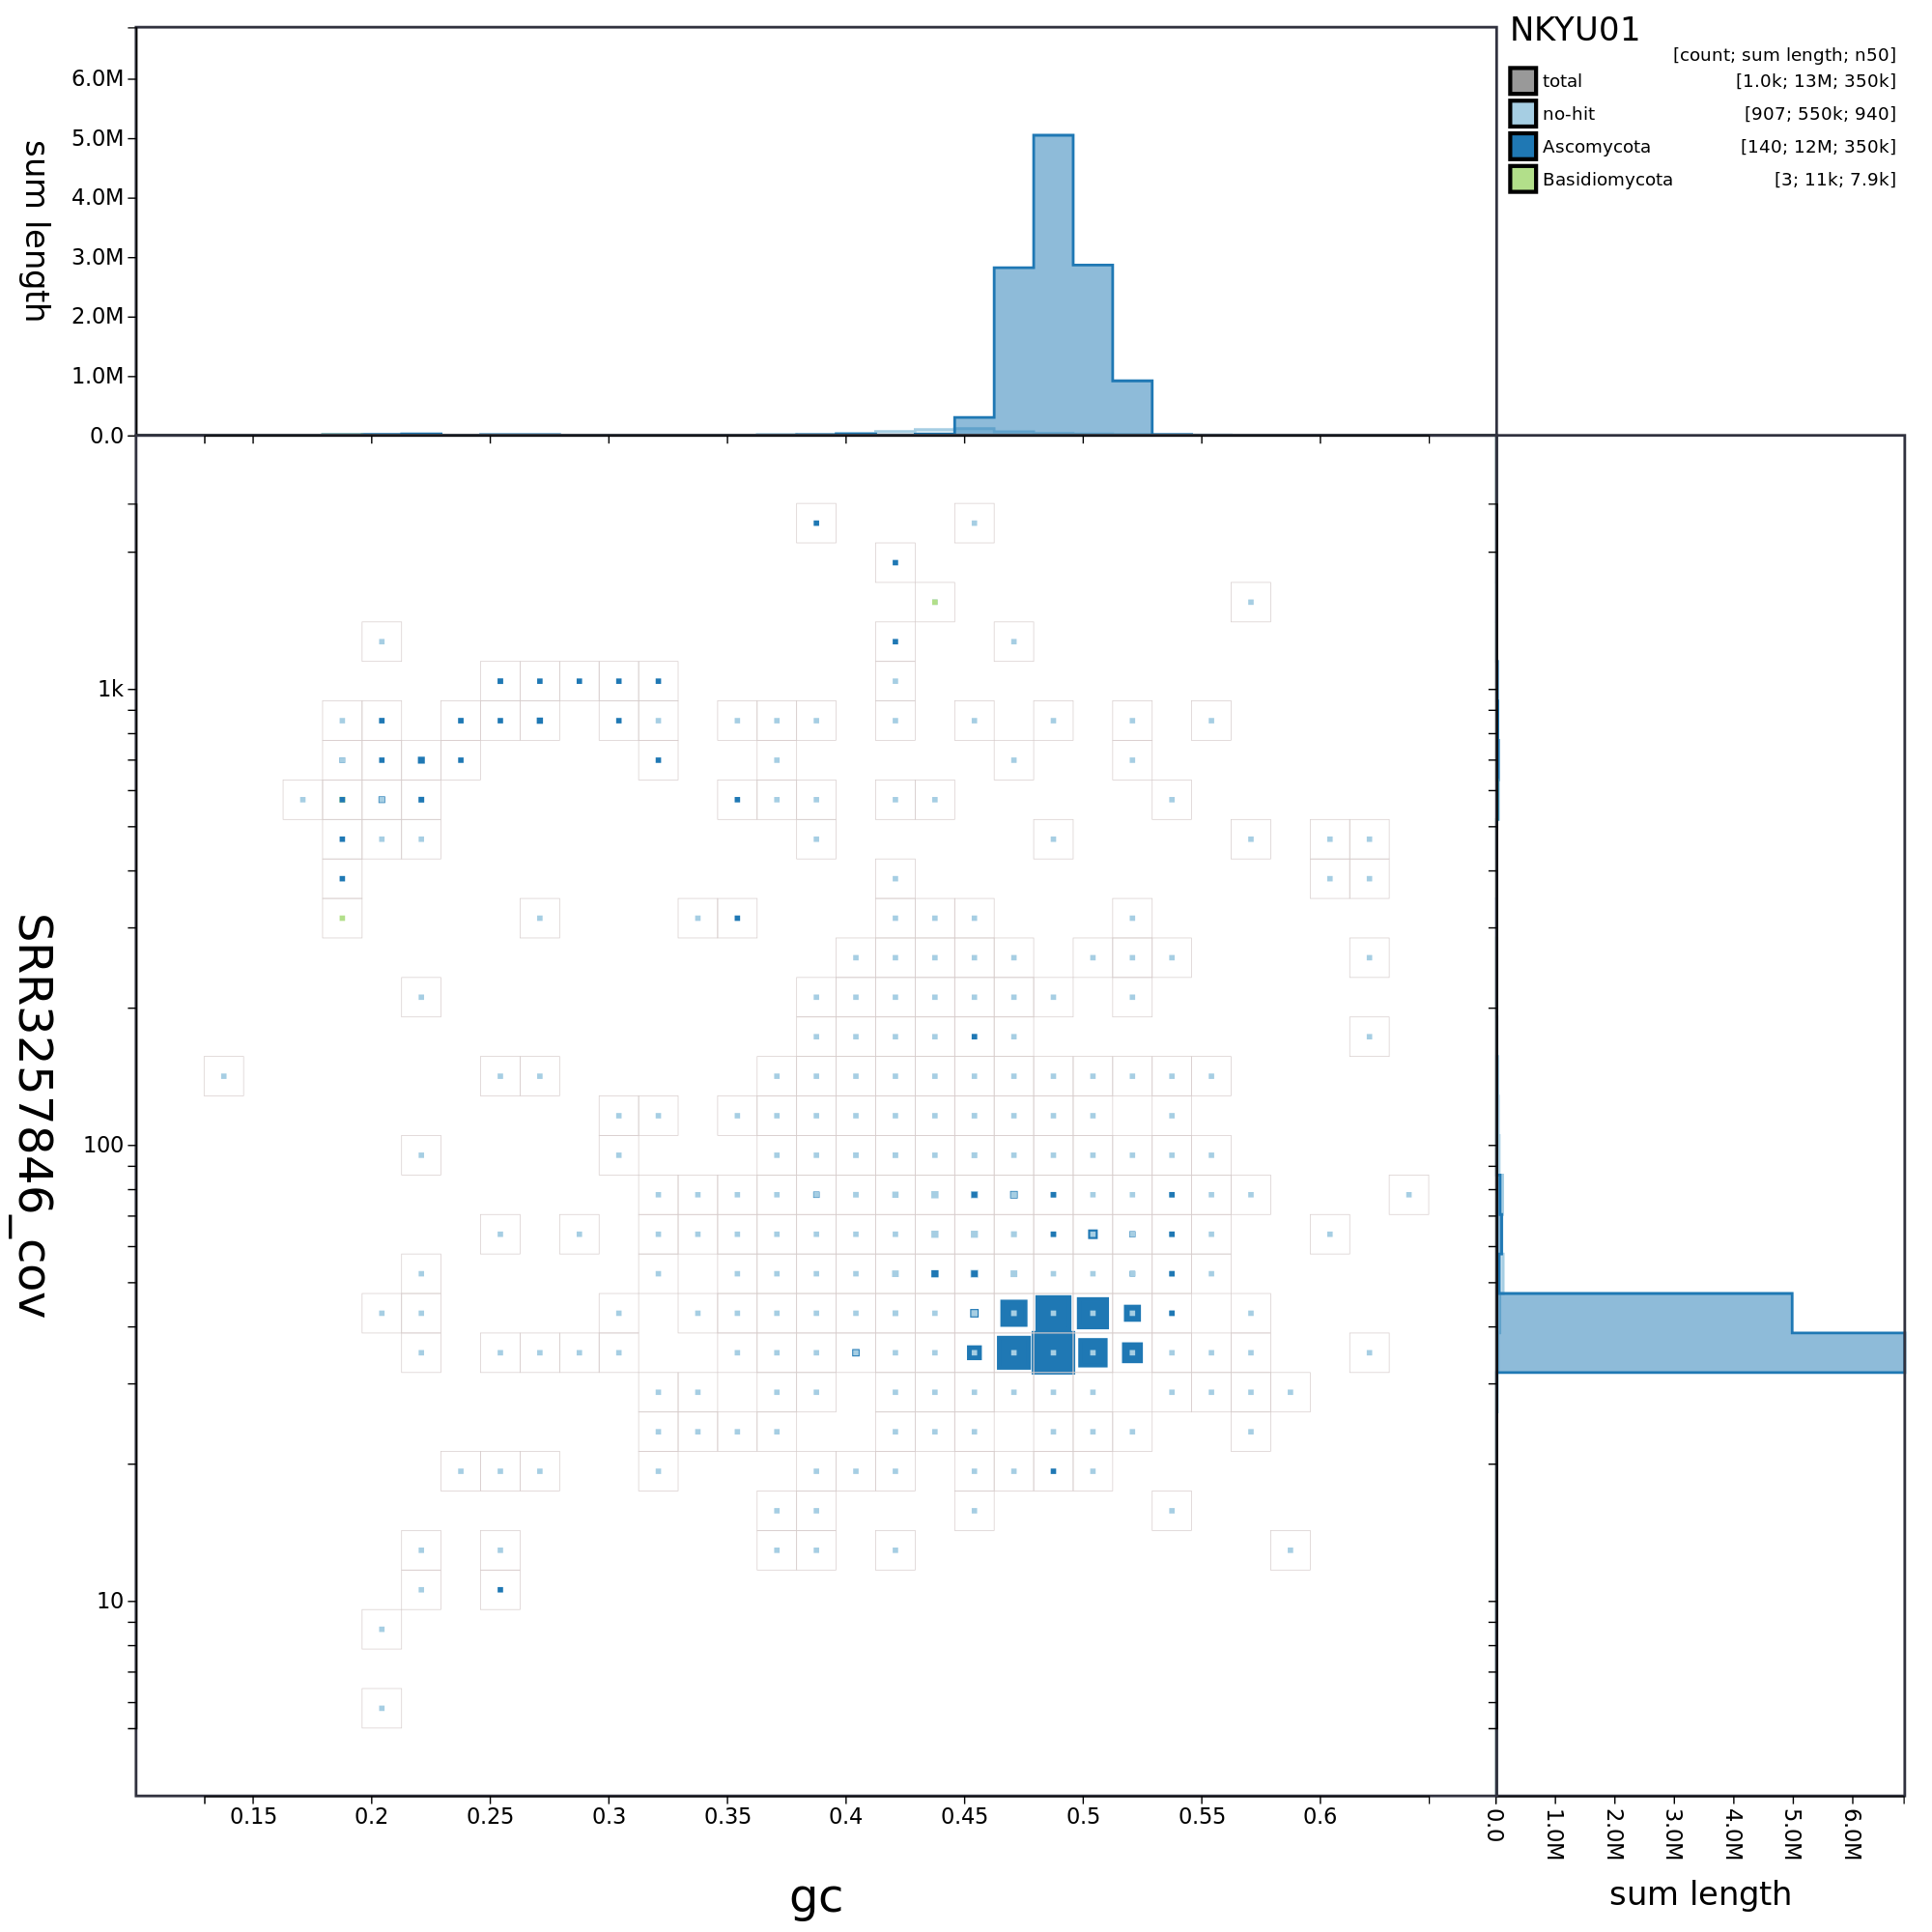 NKYU01
[count; sum length; n50]
total [1.0k; 13M; 350k]
no-hit [907; 550k; 940]
Ascomycota [140; 12M; 350k]
Basidiomycota [3; 11k; 7.9k]
sum length
6.0M
5.0M
4.0M
3.0M
2.0M
1.0M
0.0
SRR3257846_cov
1k
100
10
0.15 0.2 0.25 0.3 0.35 0.4 0.45 0.5 0.55 0.6
gc
0.0 1.0M 2.0M 3.0M 4.0M 5.0M 6.0M
sum length